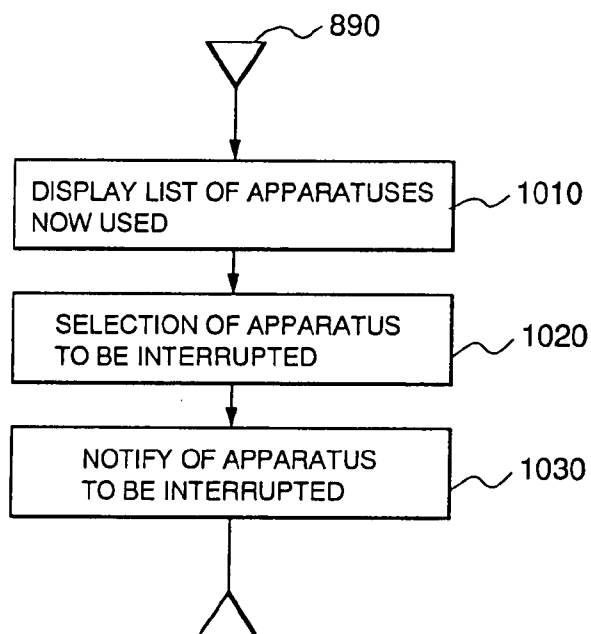 890
DISPLAY LIST OF APPARATUSES
NOW USED
1010
SELECTION OF APPARATUS
TO BE INTERRUPTED
1020
NOTIFY OF APPARATUS
TO BE INTERRUPTED
1030